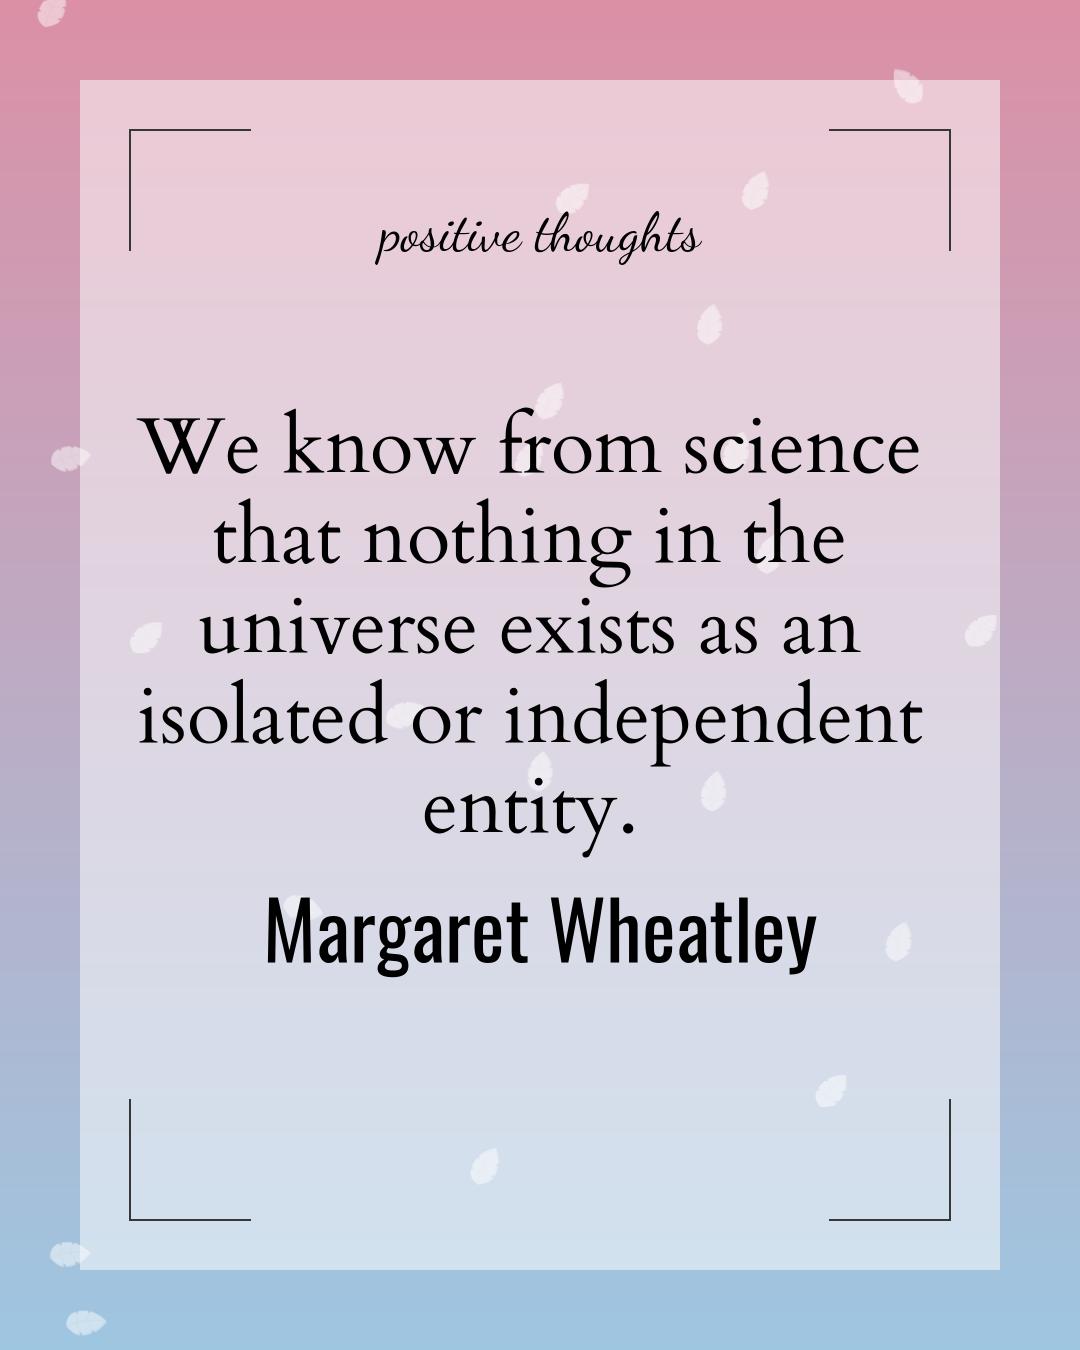 positive thoughts
We know from science
that nothing in the
universe exists as an
isolated or independent
entity.
Margaret Wheatley